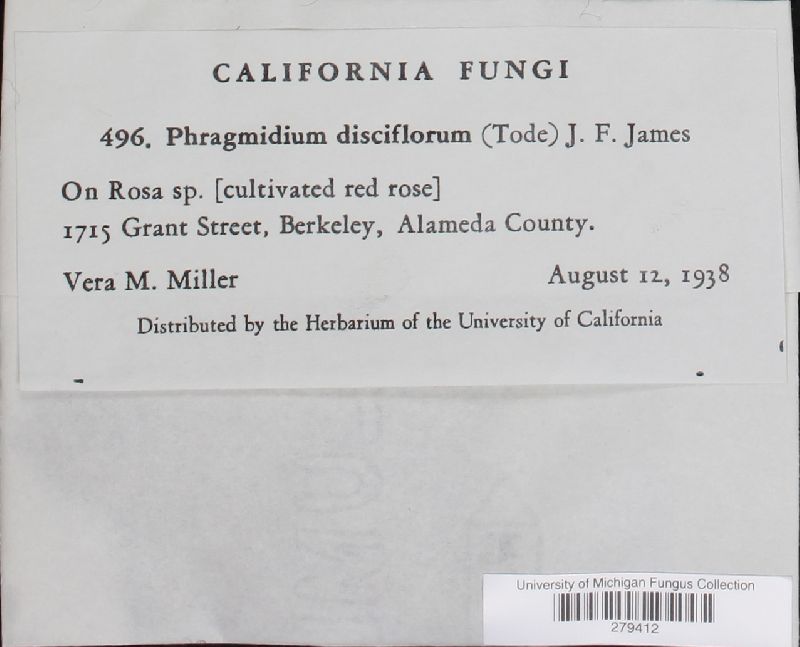 CALIFORNIA FUNGI
496. Phragmidium disciflorum (Tode) J. F. James
On Rosa sp. [cultivated red rose]
1715 Grant Street, Berkeley, Alameda County.
Vera M. Miller August 12, 1938
Distributed by the Herbarium of the University of California
University of Michigan Fungus Collection
279412